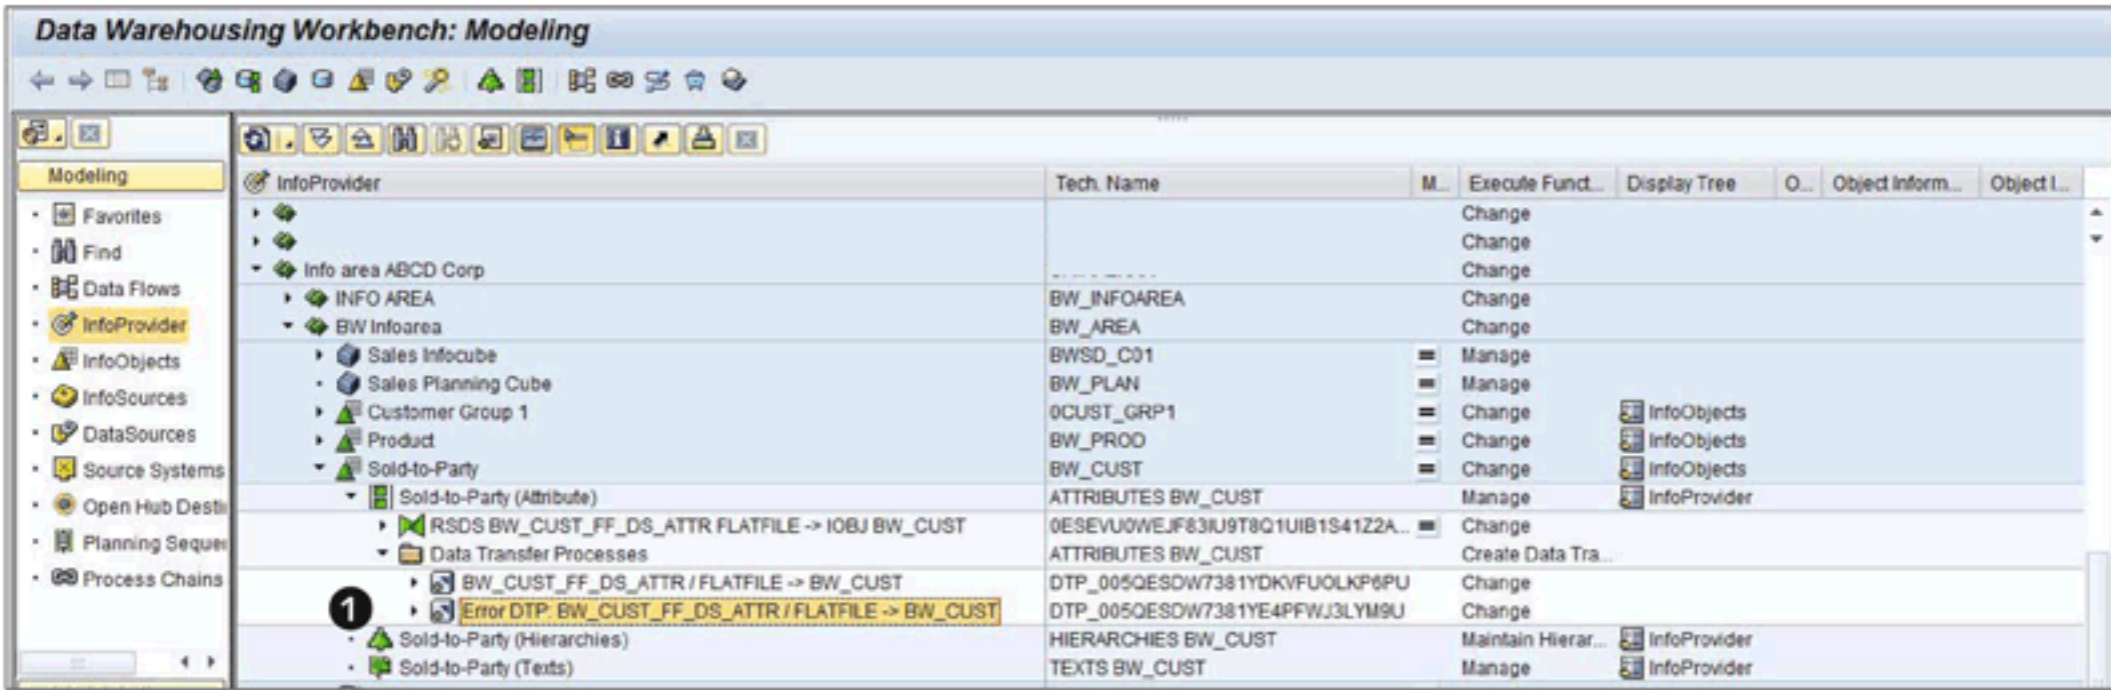 Data Warehousing Workbench: Modeling
Modeling
Favorites
Find
Data Flows
InfoProvider
InfoObjects
InfoSources
DataSources
Source Systems
Open Hub Desti
Planning Seque
Process Chains
InfoProvider Tech. Name M... Execute Funct... Display Tree O... Object Inform... Object I...
Change
Change
Info area ABCD Corp Change
INFO AREA BW_INFOAREA Change
BW Infoarea BW_AREA Change
Sales Infocube BWSD_C01 Manage
Sales Planning Cube BW_PLAN Manage
Customer Group 1 0CUST_GRP1 Change InfoObjects
Product BW_PROD Change InfoObjects
Sold-to-Party BW_CUST Change InfoObjects
Sold-to-Party (Attribute) ATTRIBUTES BW_CUST Manage InfoProvider
RSDS BW_CUST_FF_DS_ATTR FLATFILE -> IOBJ BW_CUST 0ESEVU0WEJF83IU9T8Q1UIB1S41Z2A... Change
Data Transfer Processes ATTRIBUTES BW_CUST Create Data Tra...
BW_CUST_FF_DS_ATTR / FLATFILE -> BW_CUST DTP_005QESDW7381YDKVFUOLKP6PU Change
1 Error DTP: BW_CUST_FF_DS_ATTR / FLATFILE -> BW_CUST DTP_005QESDW7381YE4PFWJ3LYM9U Change
Sold-to-Party (Hierarchies) HIERARCHIES BW_CUST Maintain Hierar... InfoProvider
Sold-to-Party (Texts) TEXTS BW_CUST Manage InfoProvider